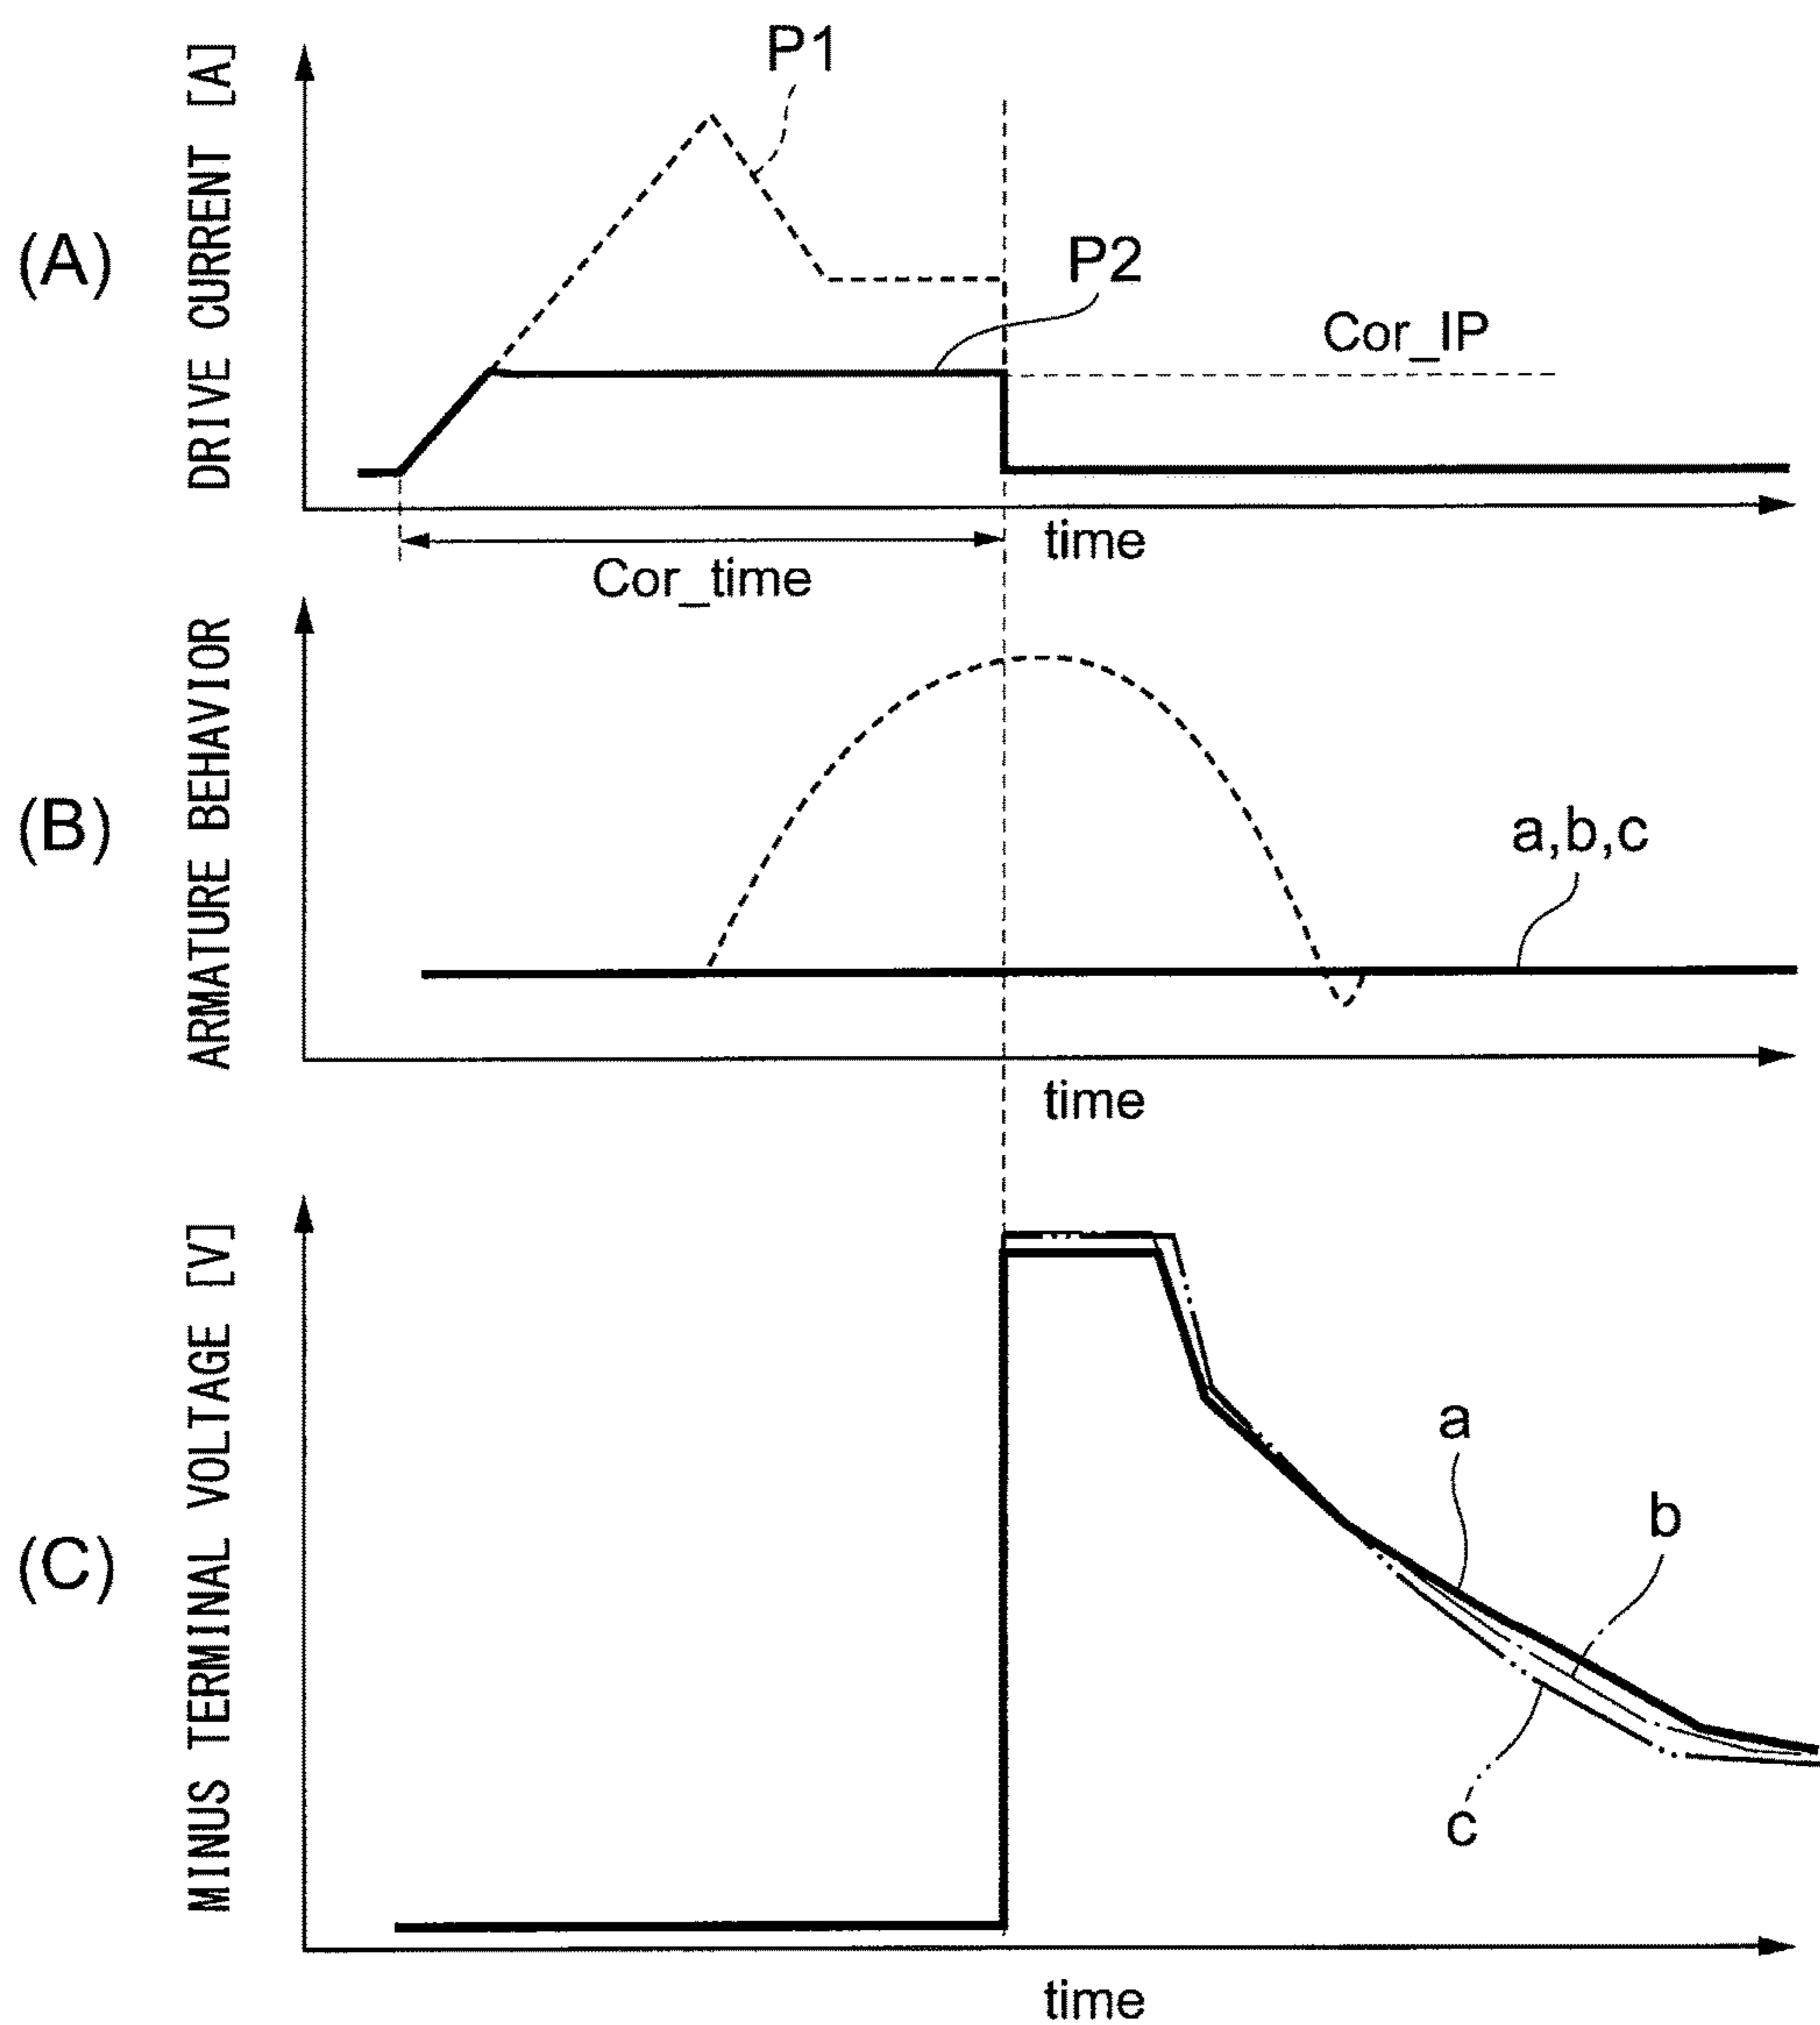 (A)
DRIVE CURRENT [A]
P1
P2
Cor_IP
time
Cor_time
(B)
ARMATURE BEHAVIOR
a,b,c
time
(C)
MINUS TERMINAL VOLTAGE [V]
a
b
c
time